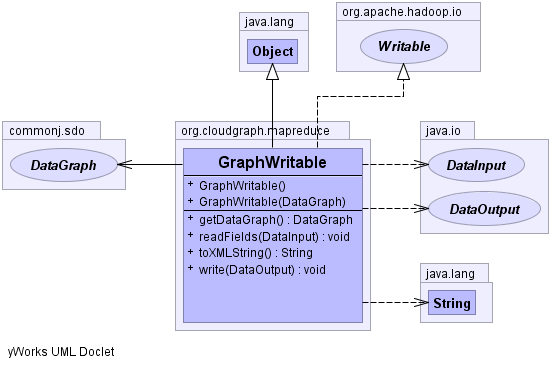 java.lang
Object
org.apache.hadoop.io
Writable
commonj.sdo
DataGraph
org.cloudgraph.mapreduce
GraphWritable
+ GraphWritable()
+ GraphWritable(DataGraph)
+ getDataGraph() : DataGraph
+ readFields(DataInput) : void
+ toXMLString() : String
+ write(DataOutput) : void
java.io
DataInput
DataOutput
java.lang
String
yWorks UML Doclet